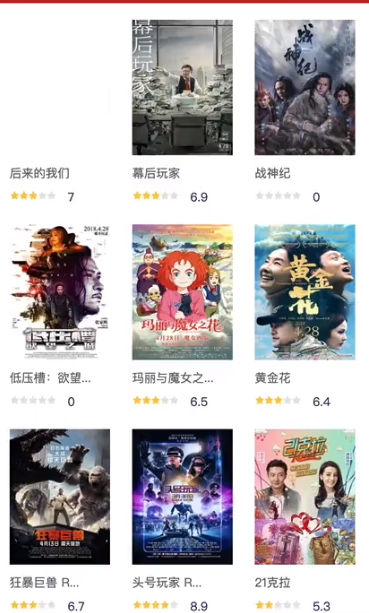 幕后玩家
战神纪
后来的我们
幕后玩家
战神纪
7
6.9
0
2018.4.28
低压槽
欲望之城
玛丽与魔女之花
4月28日
黄金花
4.28
低压槽：欲望...
玛丽与魔女之...
黄金花
0
6.5
6.4
狂暴巨兽
4月13日
头号玩家
21克拉
狂暴巨兽 R...
头号玩家 R...
21克拉
6.7
8.9
5.3